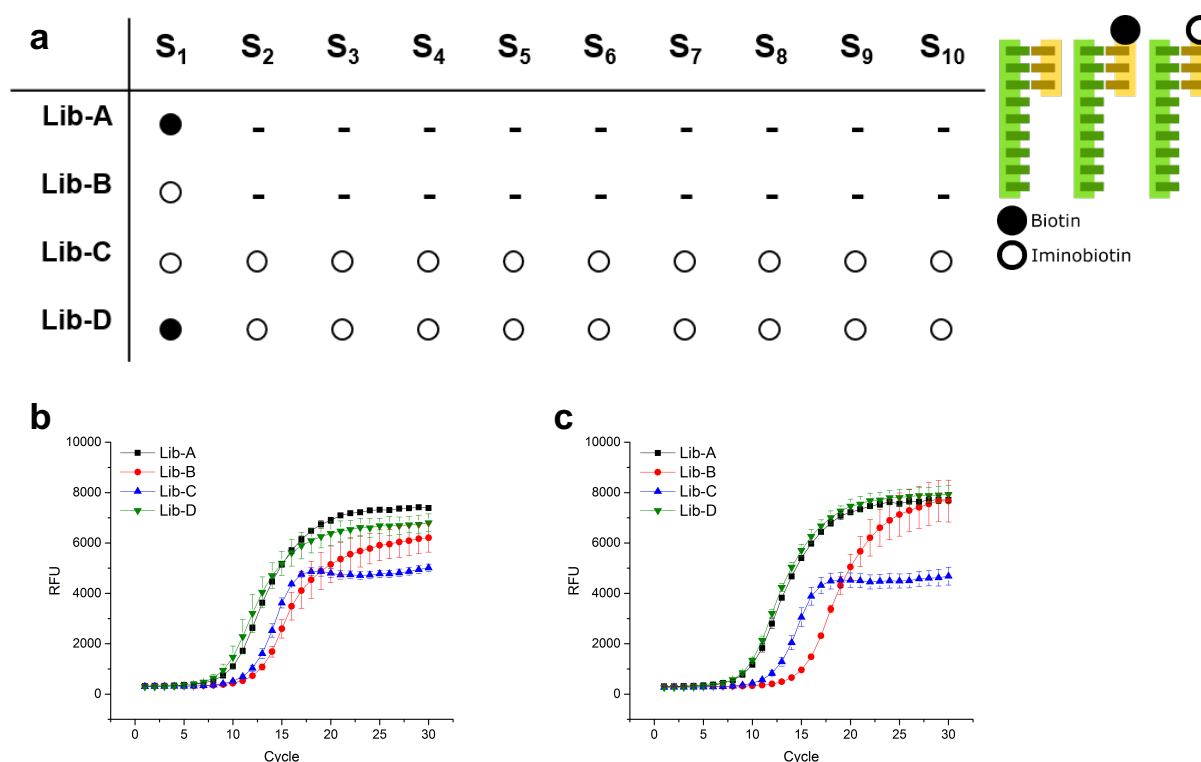 a
S1 S2 S3 S4 S5 S6 S7 S8 S9 S10
Lib-A - - - - - - - - -
Lib-B - - - - - - - - -
Lib-C
Lib-D
Biotin
Iminobiotin
b
10000
8000
6000
4000
2000
0
RFU
Lib-A
Lib-B
Lib-C
Lib-D
0 5 10 15 20 25 30
Cycle
c
10000
8000
6000
4000
2000
0
RFU
Lib-A
Lib-B
Lib-C
Lib-D
0 5 10 15 20 25 30
Cycle